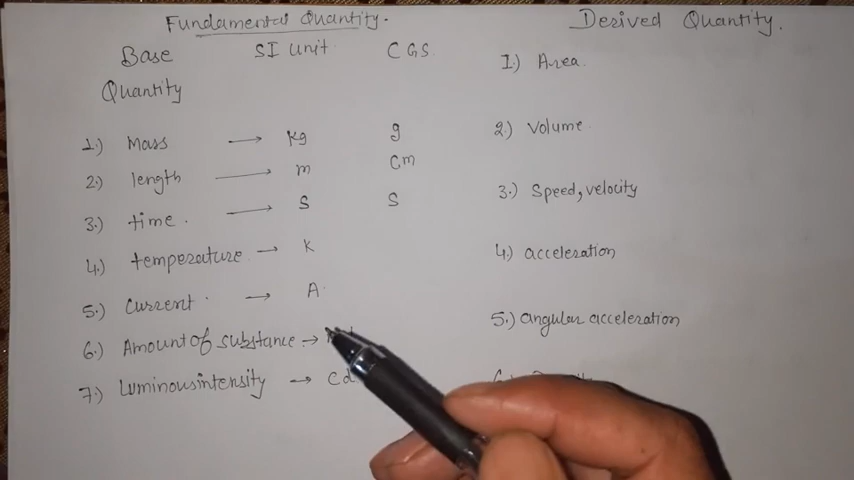 Fundamental Quantity.
Base Quantity SI Unit CGS
1.) Mass → Kg g
2.) length → m Cm
3.) time. → S S
4.) temperature → K
5.) Current → A
6.) Amount of substance →
7.) Luminous intensity → Cd
Derived Quantity.
1.) Area.
2.) Volume.
3.) Speed, velocity
4.) acceleration
5.) angular acceleration